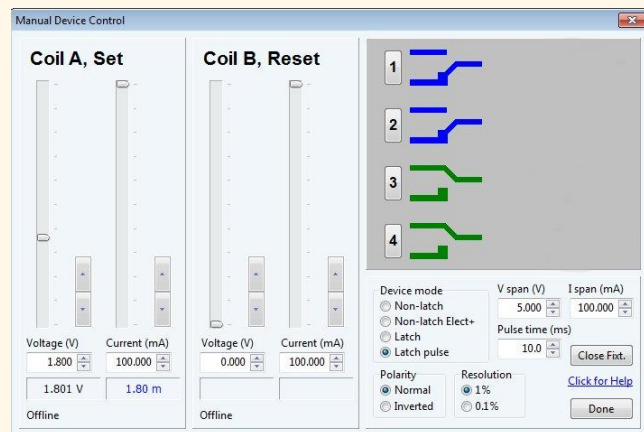 Manual Device Control
Coil A, Set
Voltage (V)
Current (mA)
1.800
100.000
1.801 V
1.80 m
Offline
Coil B, Reset
Voltage (V)
Current (mA)
0.000
100.000
Offline
1
2
3
4
Device mode
Non-latch
Non-latch Elect+
Latch
Latch pulse
V span (V)
I span (mA)
5.000
100.000
Pulse time (ms)
10.0
Close Fixt.
Polarity
Normal
Inverted
Resolution
1%
0.1%
Click for Help
Done